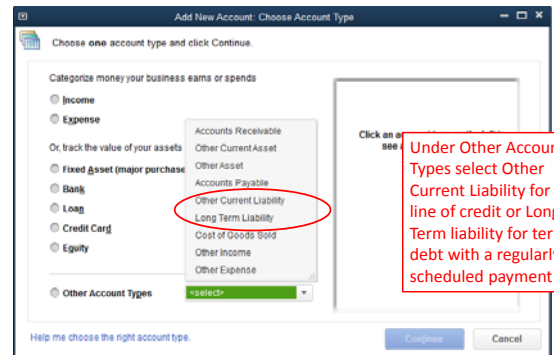 Add New Account: Choose Account Type
Choose one account type and click Continue.
Categorize money your business earns or spends
Income
Expense
Or, track the value of your assets
Fixed Asset (major purchase
Bank
Loan
Credit Card
Equity
Other Account Types
<select>
Accounts Receivable
Other Current Asset
Other Asset
Accounts Payable
Other Current Liability
Long Term Liability
Cost of Goods Sold
Other Income
Other Expense
Click an
see a
Under Other Accoun
Types select Other
Current Liability for
line of credit or Long
Term liability for ter
debt with a regularly
scheduled payment
Help me choose the right account type.
Continue
Cancel